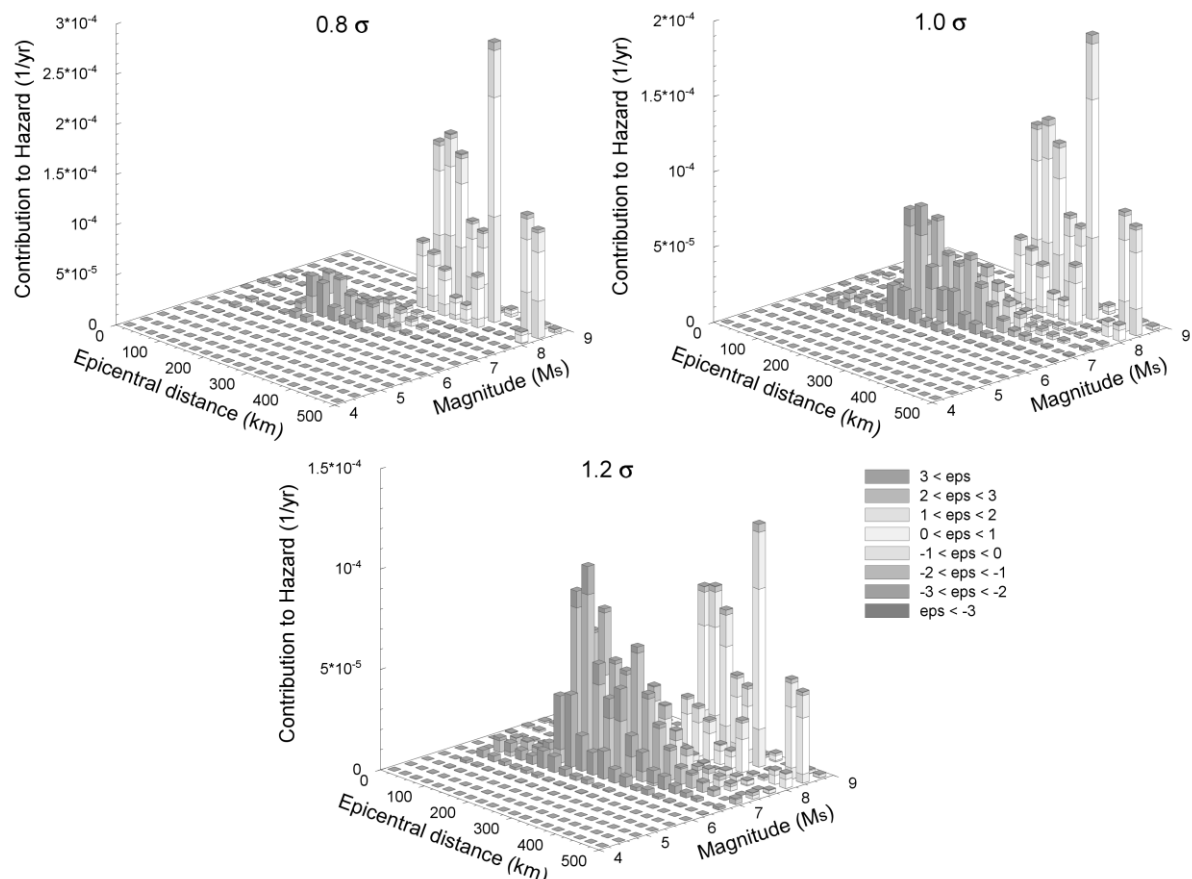 0.8 σ
Contribution to Hazard (1/yr)
3*10-4
2.5*10-4
2*10-4
1.5*10-4
10-4
5*10-5
0
0
100
200
300
400
500
Epicentral distance (km)
4
5
6
7
8
9
Magnitude (Ms)
1.0 σ
Contribution to Hazard (1/yr)
2*10-4
1.5*10-4
10-4
5*10-5
0
0
100
200
300
400
500
Epicentral distance (km)
4
5
6
7
8
9
Magnitude (Ms)
1.2 σ
Contribution to Hazard (1/yr)
1.5*10-4
10-4
5*10-5
0
0
100
200
300
400
500
Epicentral distance (km)
4
5
6
7
8
9
Magnitude (Ms)
3 < eps
2 < eps < 3
1 < eps < 2
0 < eps < 1
-1 < eps < 0
-2 < eps < -1
-3 < eps < -2
eps < -3